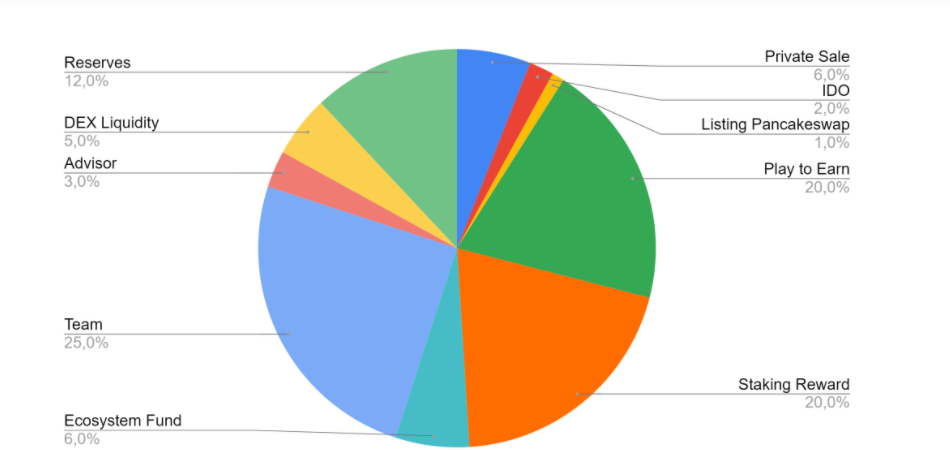 Reserves
12,0%
DEX Liquidity
5,0%
Advisor
3,0%
Team
25,0%
Ecosystem Fund
6,0%
Private Sale
6,0%
IDO
2,0%
Listing Pancakeswap
1,0%
Play to Earn
20,0%
Staking Reward
20,0%